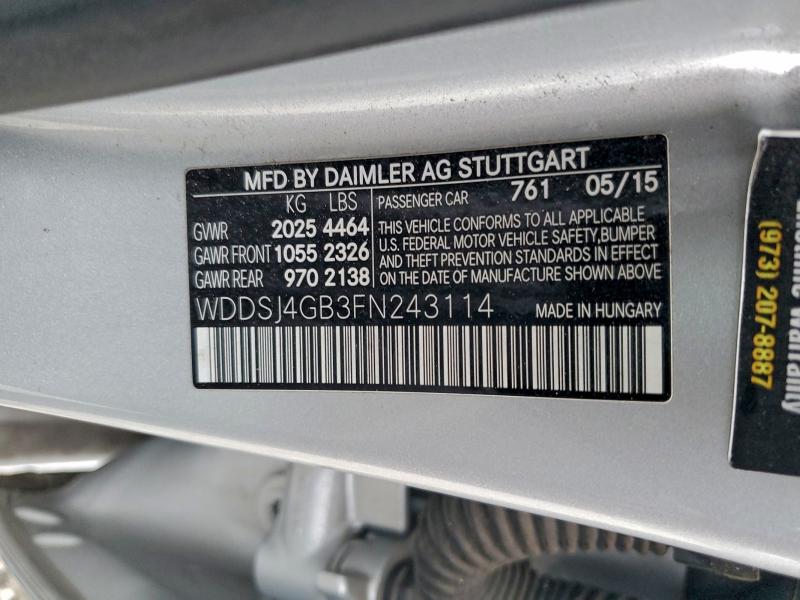 MFD BY DAIMLER AG STUTTGART
KG LBS
GVWR 2025 4464
GAWR FRONT 1055 2326
GAWR REAR 970 2138
PASSENGER CAR 761 05/15
THIS VEHICLE CONFORMS TO ALL APPLICABLE
U.S. FEDERAL MOTOR VEHICLE SAFETY,BUMPER
AND THEFT PREVENTION STANDARDS IN EFFECT
ON THE DATE OF MANUFACTURE SHOWN ABOVE
WDDSJ4GB3FN243114
MADE IN HUNGARY
Warranty
(973) 207-8887